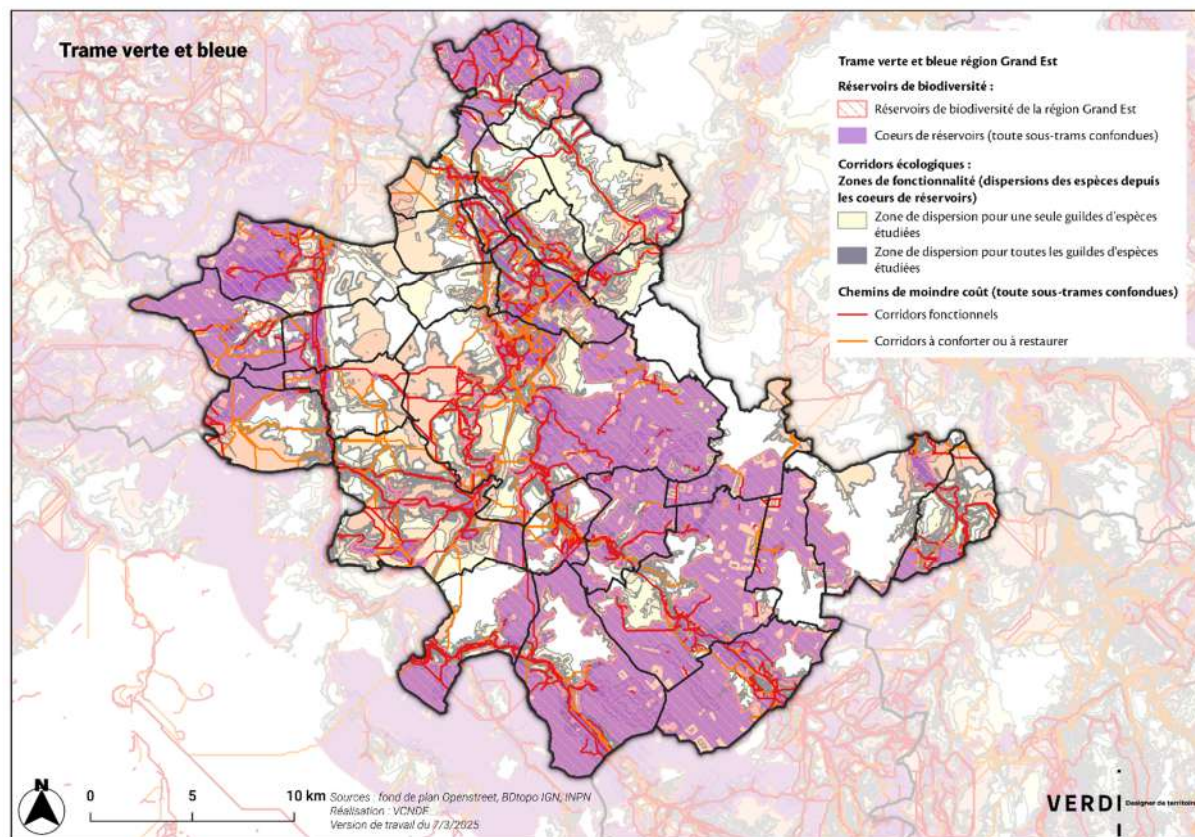 Trame verte et bleue
Trame verte et bleue région Grand Est
Réservoirs de biodiversité :
Réservoirs de biodiversité de la région Grand Est
Coeurs de réservoirs (toute sous-trams confondues)
Corridors écologiques :
Zones de fonctionnalité (dispersions des espèces depuis
les coeurs de réservoirs)
Zone de dispersion pour une seule guildes d'espèces
étudiées
Zone de dispersion pour toutes les guildes d'espèces
étudiées
Chemins de moindre coût (toute sous-trames confondues)
Corridors fonctionnels
Corridors à conforter ou à restaurer
N
0 5 10 km
Sources : fond de plan Openstreet, BDtopo IGN, INPN
Réalisation : VCNDF
Version de travail du 7/3/2025
VERDI Designer de territoire